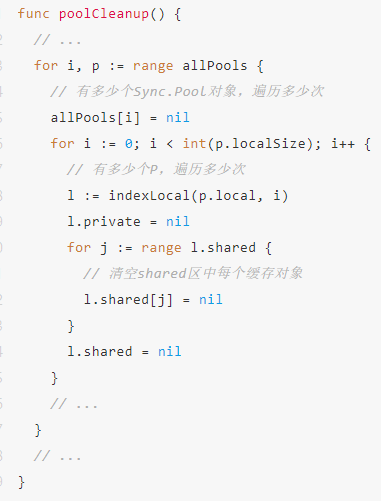 func poolCleanup() {
  // ...
  for i, p := range allPools {
    // 有多少个Sync.Pool对象，遍历多少次
    allPools[i] = nil
    for i := 0; i < int(p.localSize); i++ {
      // 有多少个P，遍历多少次
      l := indexLocal(p.local, i)
      l.private = nil
      for j := range l.shared {
        // 清空shared区中每个缓存对象
        l.shared[j] = nil
      }
      l.shared = nil
    }
    // ...
  }
  // ...
}